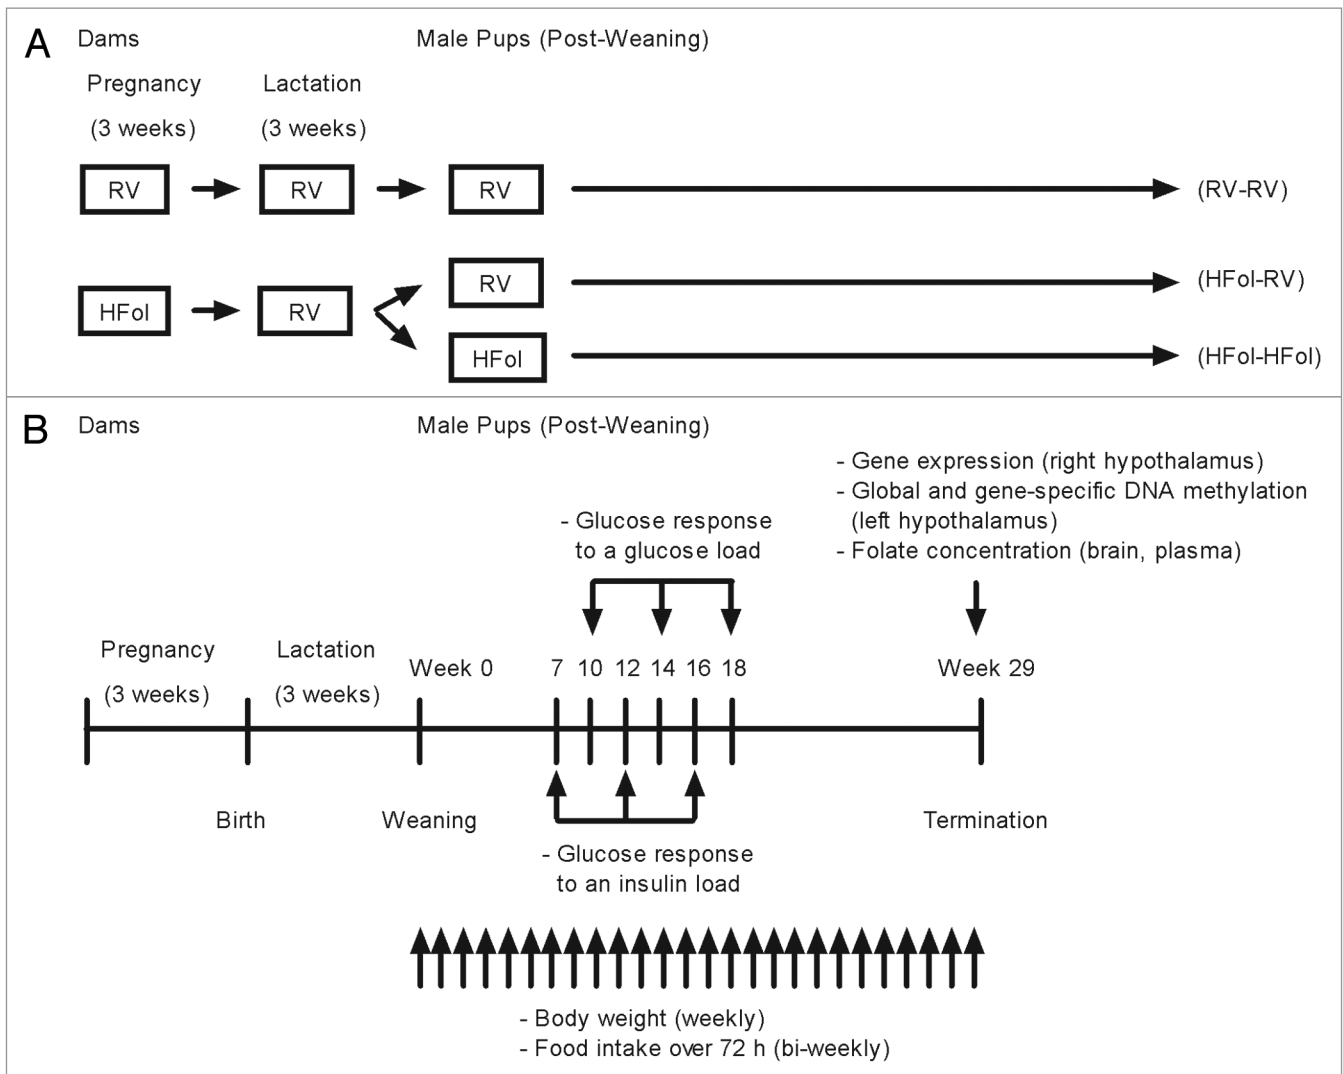 A
Dams
Male Pups (Post-Weaning)
Pregnancy
(3 weeks)
Lactation
(3 weeks)
RV
RV
RV
(RV-RV)
HFol
RV
RV
(HFol-RV)
HFol
(HFol-HFol)
B
Dams
Male Pups (Post-Weaning)
- Gene expression (right hypothalamus)
- Global and gene-specific DNA methylation
(left hypothalamus)
- Folate concentration (brain, plasma)
- Glucose response
to a glucose load
Pregnancy
(3 weeks)
Lactation
(3 weeks)
Week 0
7 10 12 14 16 18
Week 29
Birth
Weaning
Termination
- Glucose response
to an insulin load
- Body weight (weekly)
- Food intake over 72 h (bi-weekly)